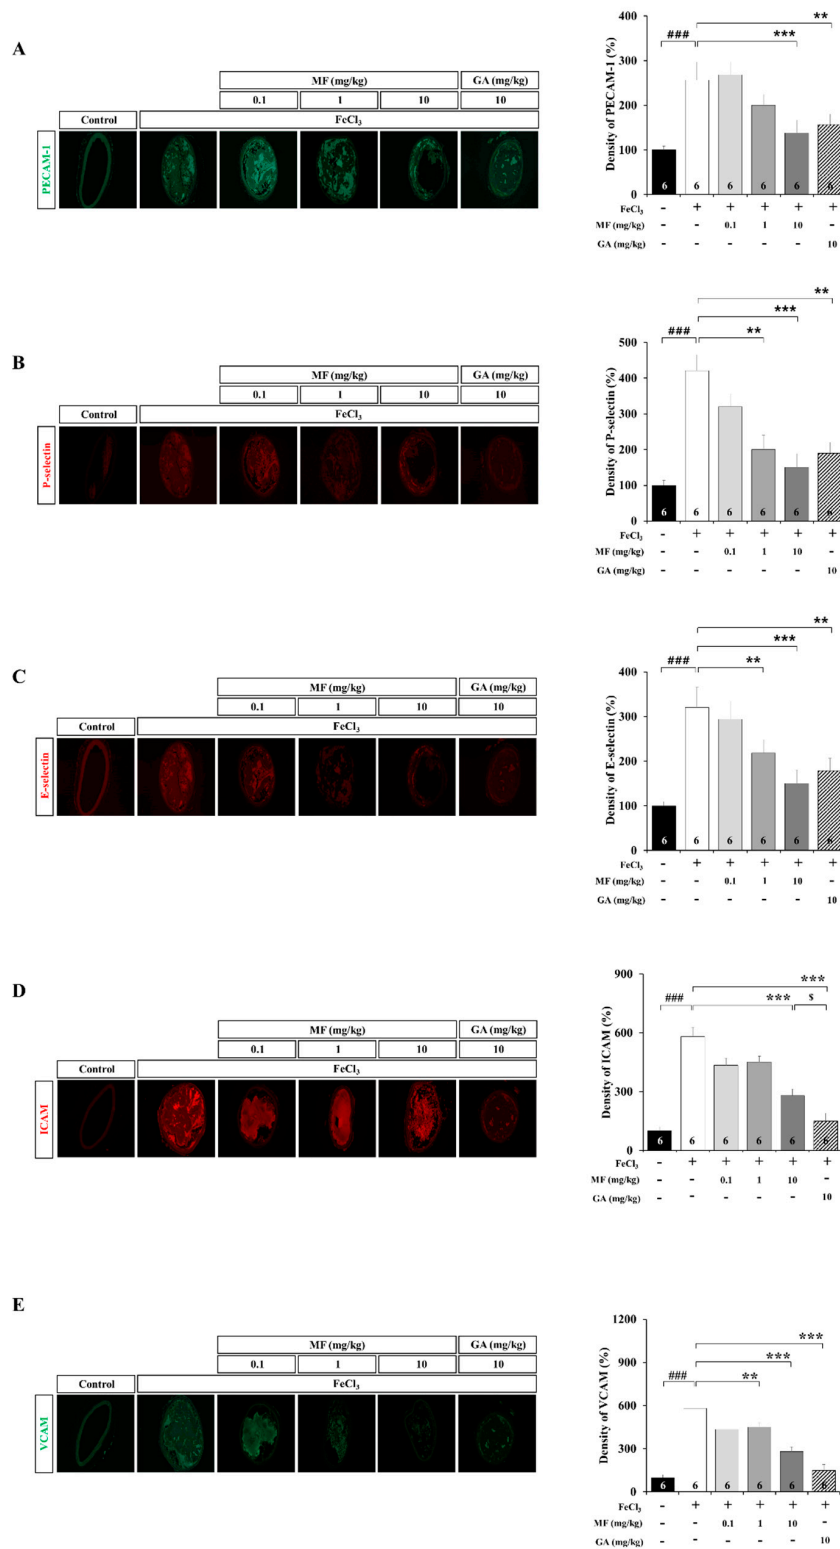 A
MF (mg/kg) GA (mg/kg)
0.1 1 10 10
Control FeCl3
PECAM-1
Density of PECAM-1 (%)
400
300
200
100
0
### *** **
6 6 6 6 6 6
FeCl3 - + + + + +
MF (mg/kg) - - 0.1 1 10 -
GA (mg/kg) - - - - - 10
B
MF (mg/kg) GA (mg/kg)
0.1 1 10 10
Control FeCl3
P-selectin
Density of P-selectin (%)
500
400
300
200
100
0
### ** *** **
6 6 6 6 6 6
FeCl3 - + + + + +
MF (mg/kg) - - 0.1 1 10 -
GA (mg/kg) - - - - - 10
C
MF (mg/kg) GA (mg/kg)
0.1 1 10 10
Control FeCl3
E-selectin
Density of E-selectin (%)
400
300
200
100
0
### ** *** **
6 6 6 6 6 6
FeCl3 - + + + + +
MF (mg/kg) - - 0.1 1 10 -
GA (mg/kg) - - - - - 10
D
MF (mg/kg) GA (mg/kg)
0.1 1 10 10
Control FeCl3
ICAM
Density of ICAM (%)
900
600
300
0
### *** $ ***
6 6 6 6 6 6
FeCl3 - + + + + +
MF (mg/kg) - - 0.1 1 10 -
GA (mg/kg) - - - - - 10
E
MF (mg/kg) GA (mg/kg)
0.1 1 10 10
Control FeCl3
VCAM
Density of VCAM (%)
1200
900
600
300
0
### ** *** ***
6 6 6 6 6 6
FeCl3 - + + + + +
MF (mg/kg) - - 0.1 1 10 -
GA (mg/kg) - - - - - 10